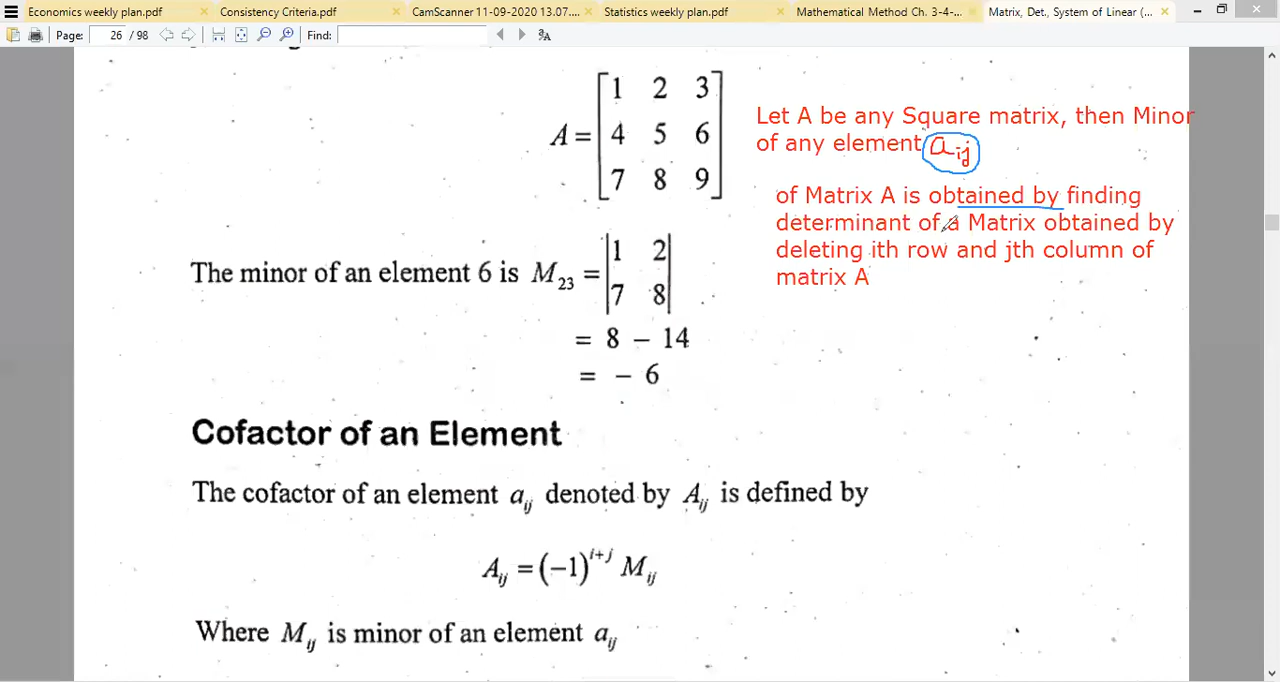 Economics weekly plan.pdf
Consistency Criteria.pdf
CamScanner 11-09-2020 13.07....
Statistics weekly plan.pdf
Mathematical Method Ch. 3-4-...
Matrix, Det., System of Linear (...
Page: 26 / 98 Find:
A = [1 2 3
4 5 6
7 8 9]
Let A be any Square matrix, then Minor
of any element aij
of Matrix A is obtained by finding
determinant of a Matrix obtained by
deleting ith row and jth column of
matrix A
The minor of an element 6 is M23 = |1 2
7 8|
= 8 − 14
= − 6
Cofactor of an Element
The cofactor of an element aij denoted by Aij is defined by
Aij = (−1)^i+j Mij
Where Mij is minor of an element aij